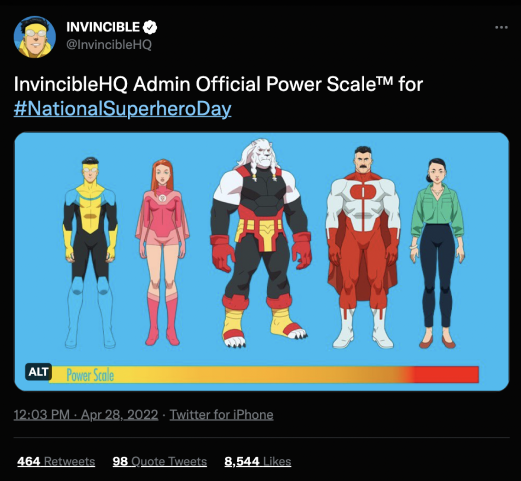 INVINCIBLE
@InvincibleHQ
InvincibleHQ Admin Official Power Scale™ for
#NationalSuperheroDay
ALT
Power Scale
12:03 PM · Apr 28, 2022 · Twitter for iPhone
464 Retweets 98 Quote Tweets 8,544 Likes